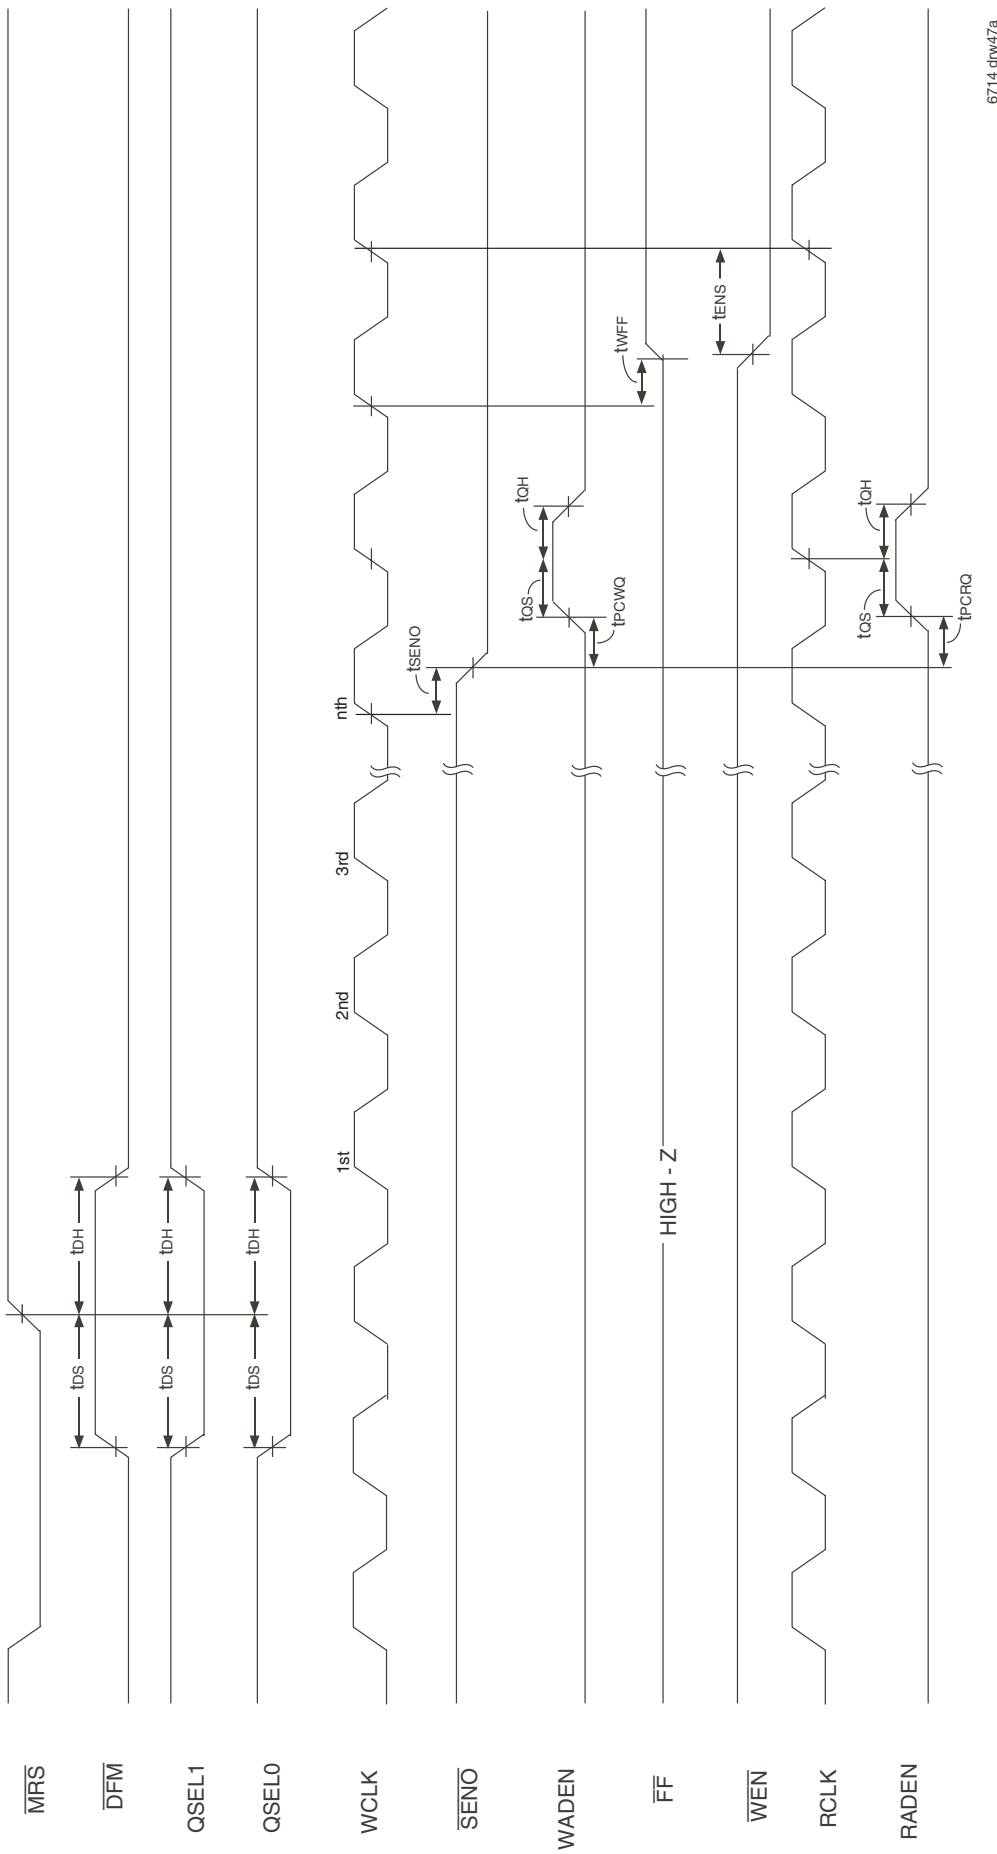 MRS
tDS
tDH
DFM
tDS
tDH
QSEL1
tDS
tDH
QSEL0
1st
2nd
3rd
nth
WCLK
tSENO
SENO
tQS
tQH
WADEN
tPCWQ
tWFF
FF
HIGH - Z
tENS
WEN
RCLK
tQS
tQH
RADEN
tPCRQ
6714 drw47a